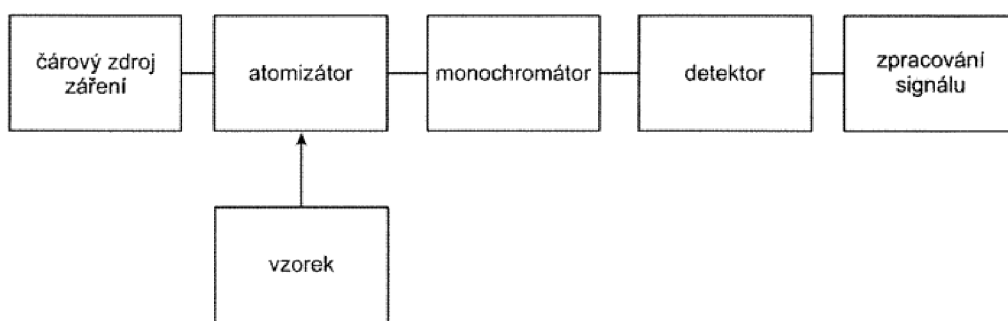 čárový zdroj
záření
atomizátor
monochromátor
detektor
zpracování
signálu
vzorek